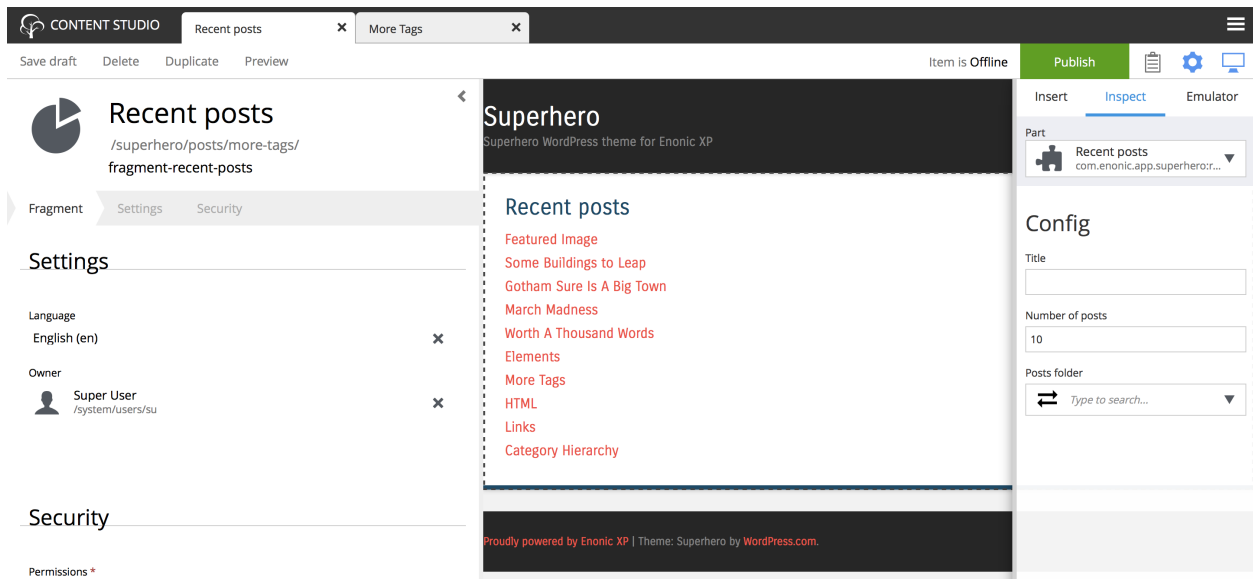 CONTENT STUDIO
Recent posts
More Tags
Save draft Delete Duplicate Preview
Item is Offline
Publish
Recent posts
/superhero/posts/more-tags/
fragment-recent-posts
Fragment Settings Security
Settings
Language
English (en)
Owner
Super User
/system/users/su
Security
Permissions *
Superhero
Superhero WordPress theme for Enonic XP
Recent posts
Featured Image
Some Buildings to Leap
Gotham Sure Is A Big Town
March Madness
Worth A Thousand Words
Elements
More Tags
HTML
Links
Category Hierarchy
Proudly powered by Enonic XP | Theme: Superhero by WordPress.com.
Insert Inspect Emulator
Part
Recent posts
com.enonic.app.superhero:r...
Config
Title
Number of posts
10
Posts folder
Type to search...